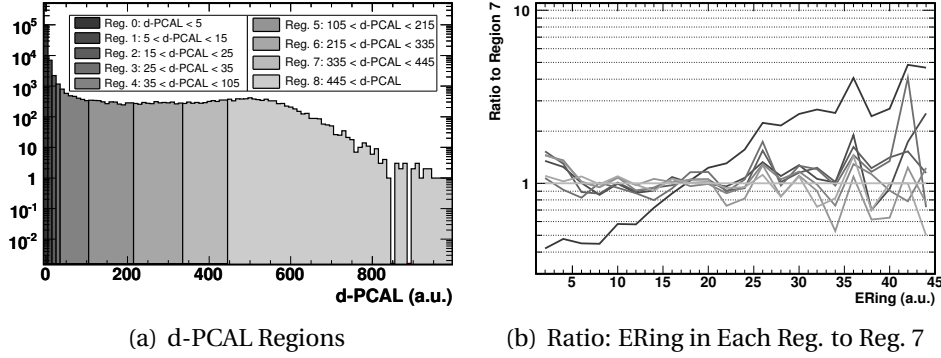 10⁵
10⁴
10³
10²
10
1
10⁻¹
10⁻²
Reg. 0: d-PCAL < 5
Reg. 1: 5 < d-PCAL < 15
Reg. 2: 15 < d-PCAL < 25
Reg. 3: 25 < d-PCAL < 35
Reg. 4: 35 < d-PCAL < 105
Reg. 5: 105 < d-PCAL < 215
Reg. 6: 215 < d-PCAL < 335
Reg. 7: 335 < d-PCAL < 445
Reg. 8: 445 < d-PCAL
0 200 400 600 800
d-PCAL (a.u.)
(a) d-PCAL Regions
Ratio to Region 7
10
1
5 10 15 20 25 30 35 40 45
ERing (a.u.)
(b) Ratio: ERing in Each Reg. to Reg. 7